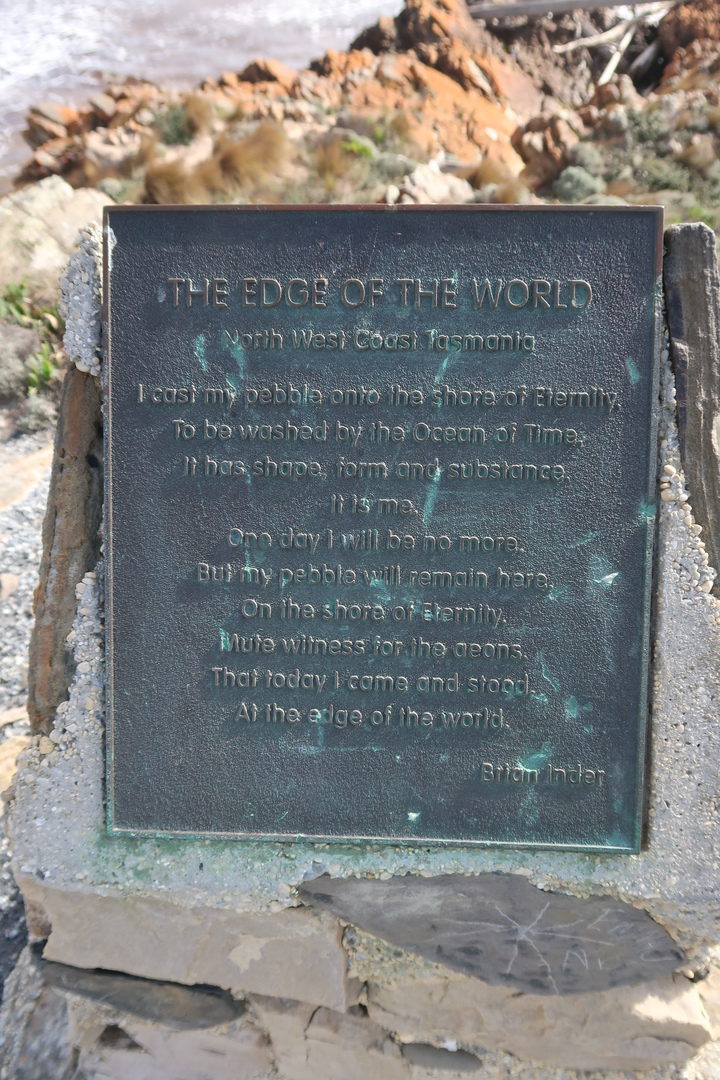 THE EDGE OF THE WORLD
North West Coast Tasmania
I cast my pebble onto the shore of Eternity.
To be washed by the Ocean of Time.
It has shape, form and substance.
It is me.
One day I will be no more.
But my pebble will remain here.
On the shore of Eternity.
Mute witness for the aeons.
That today I came and stood.
At the edge of the world.
Brian Inder